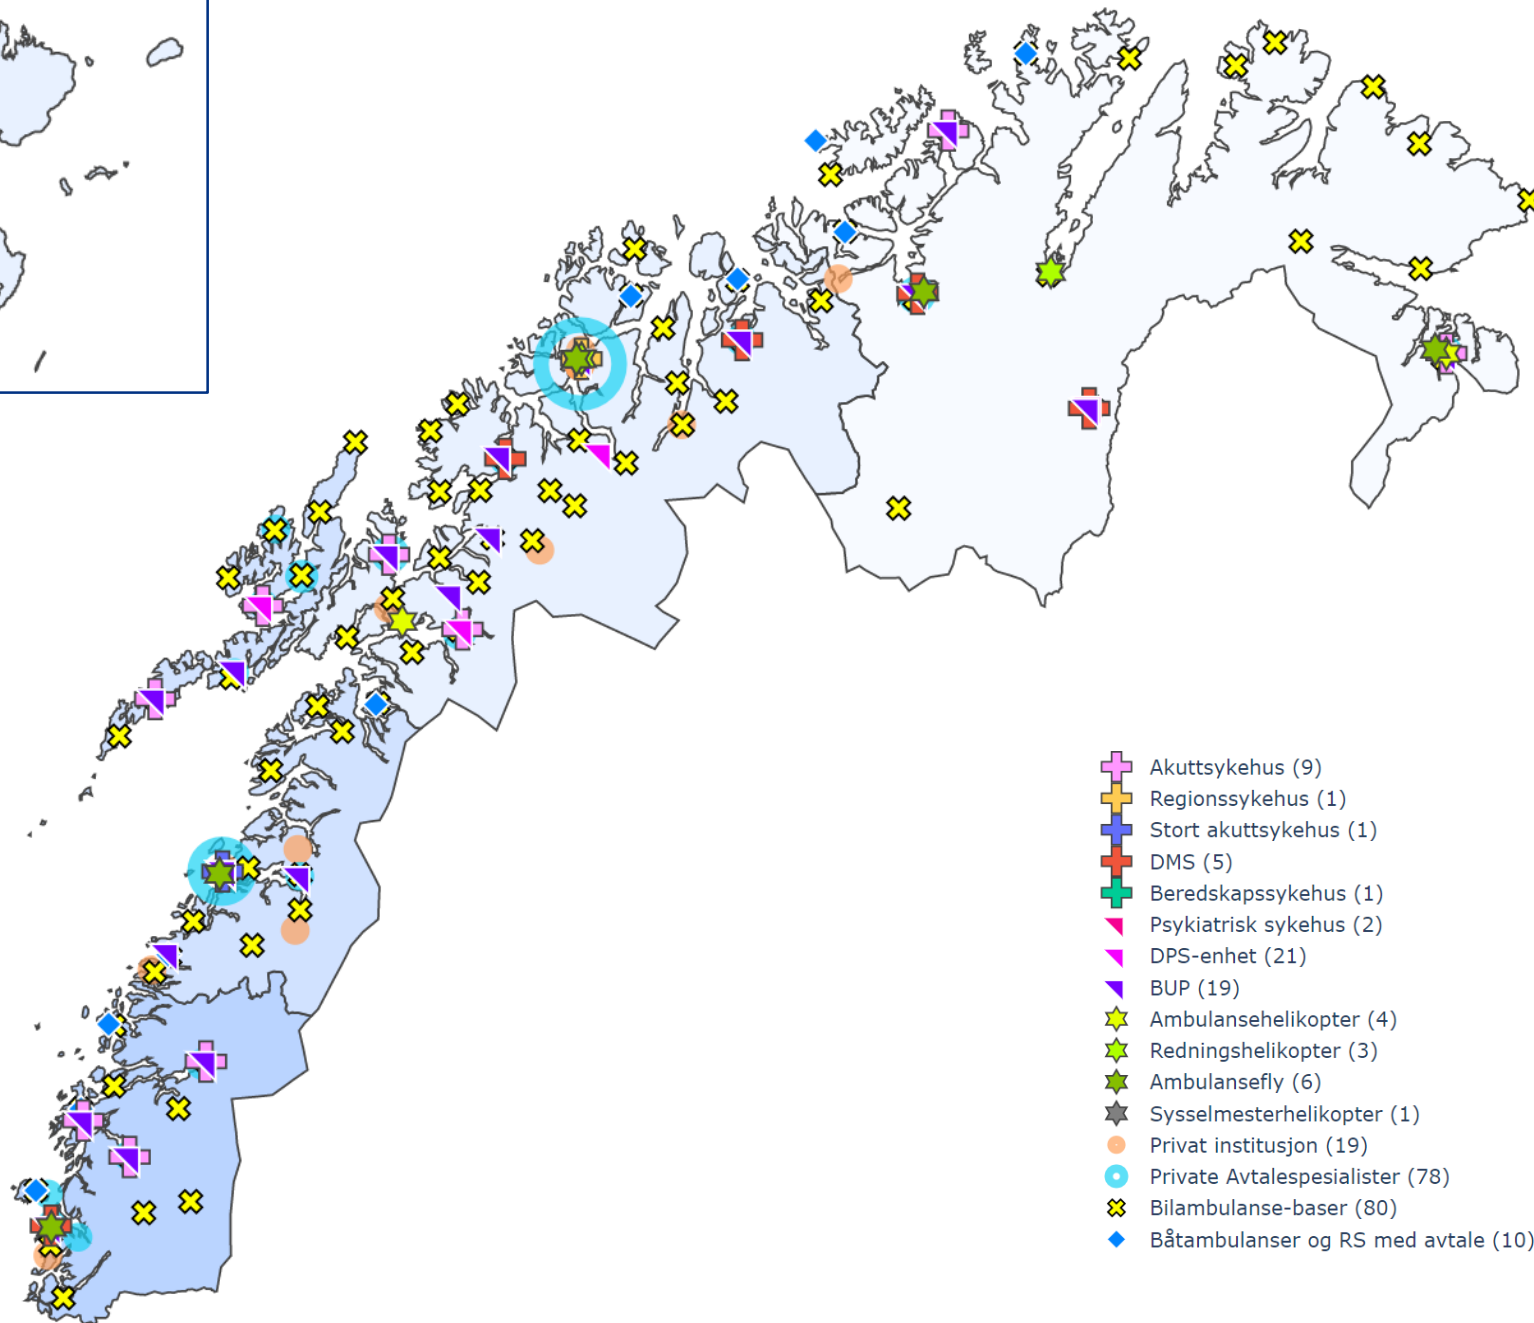 Akuttsykehus (9)
Regionssykehus (1)
Stort akuttsykehus (1)
DMS (5)
Beredskapssykehus (1)
Psykiatrisk sykehus (2)
DPS-enhet (21)
BUP (19)
Ambulansehelikopter (4)
Redningshelikopter (3)
Ambulansefly (6)
Sysselmesterhelikopter (1)
Privat institusjon (19)
Private Avtalespesialister (78)
Bilambulanse-baser (80)
Båtambulanser og RS med avtale (10)